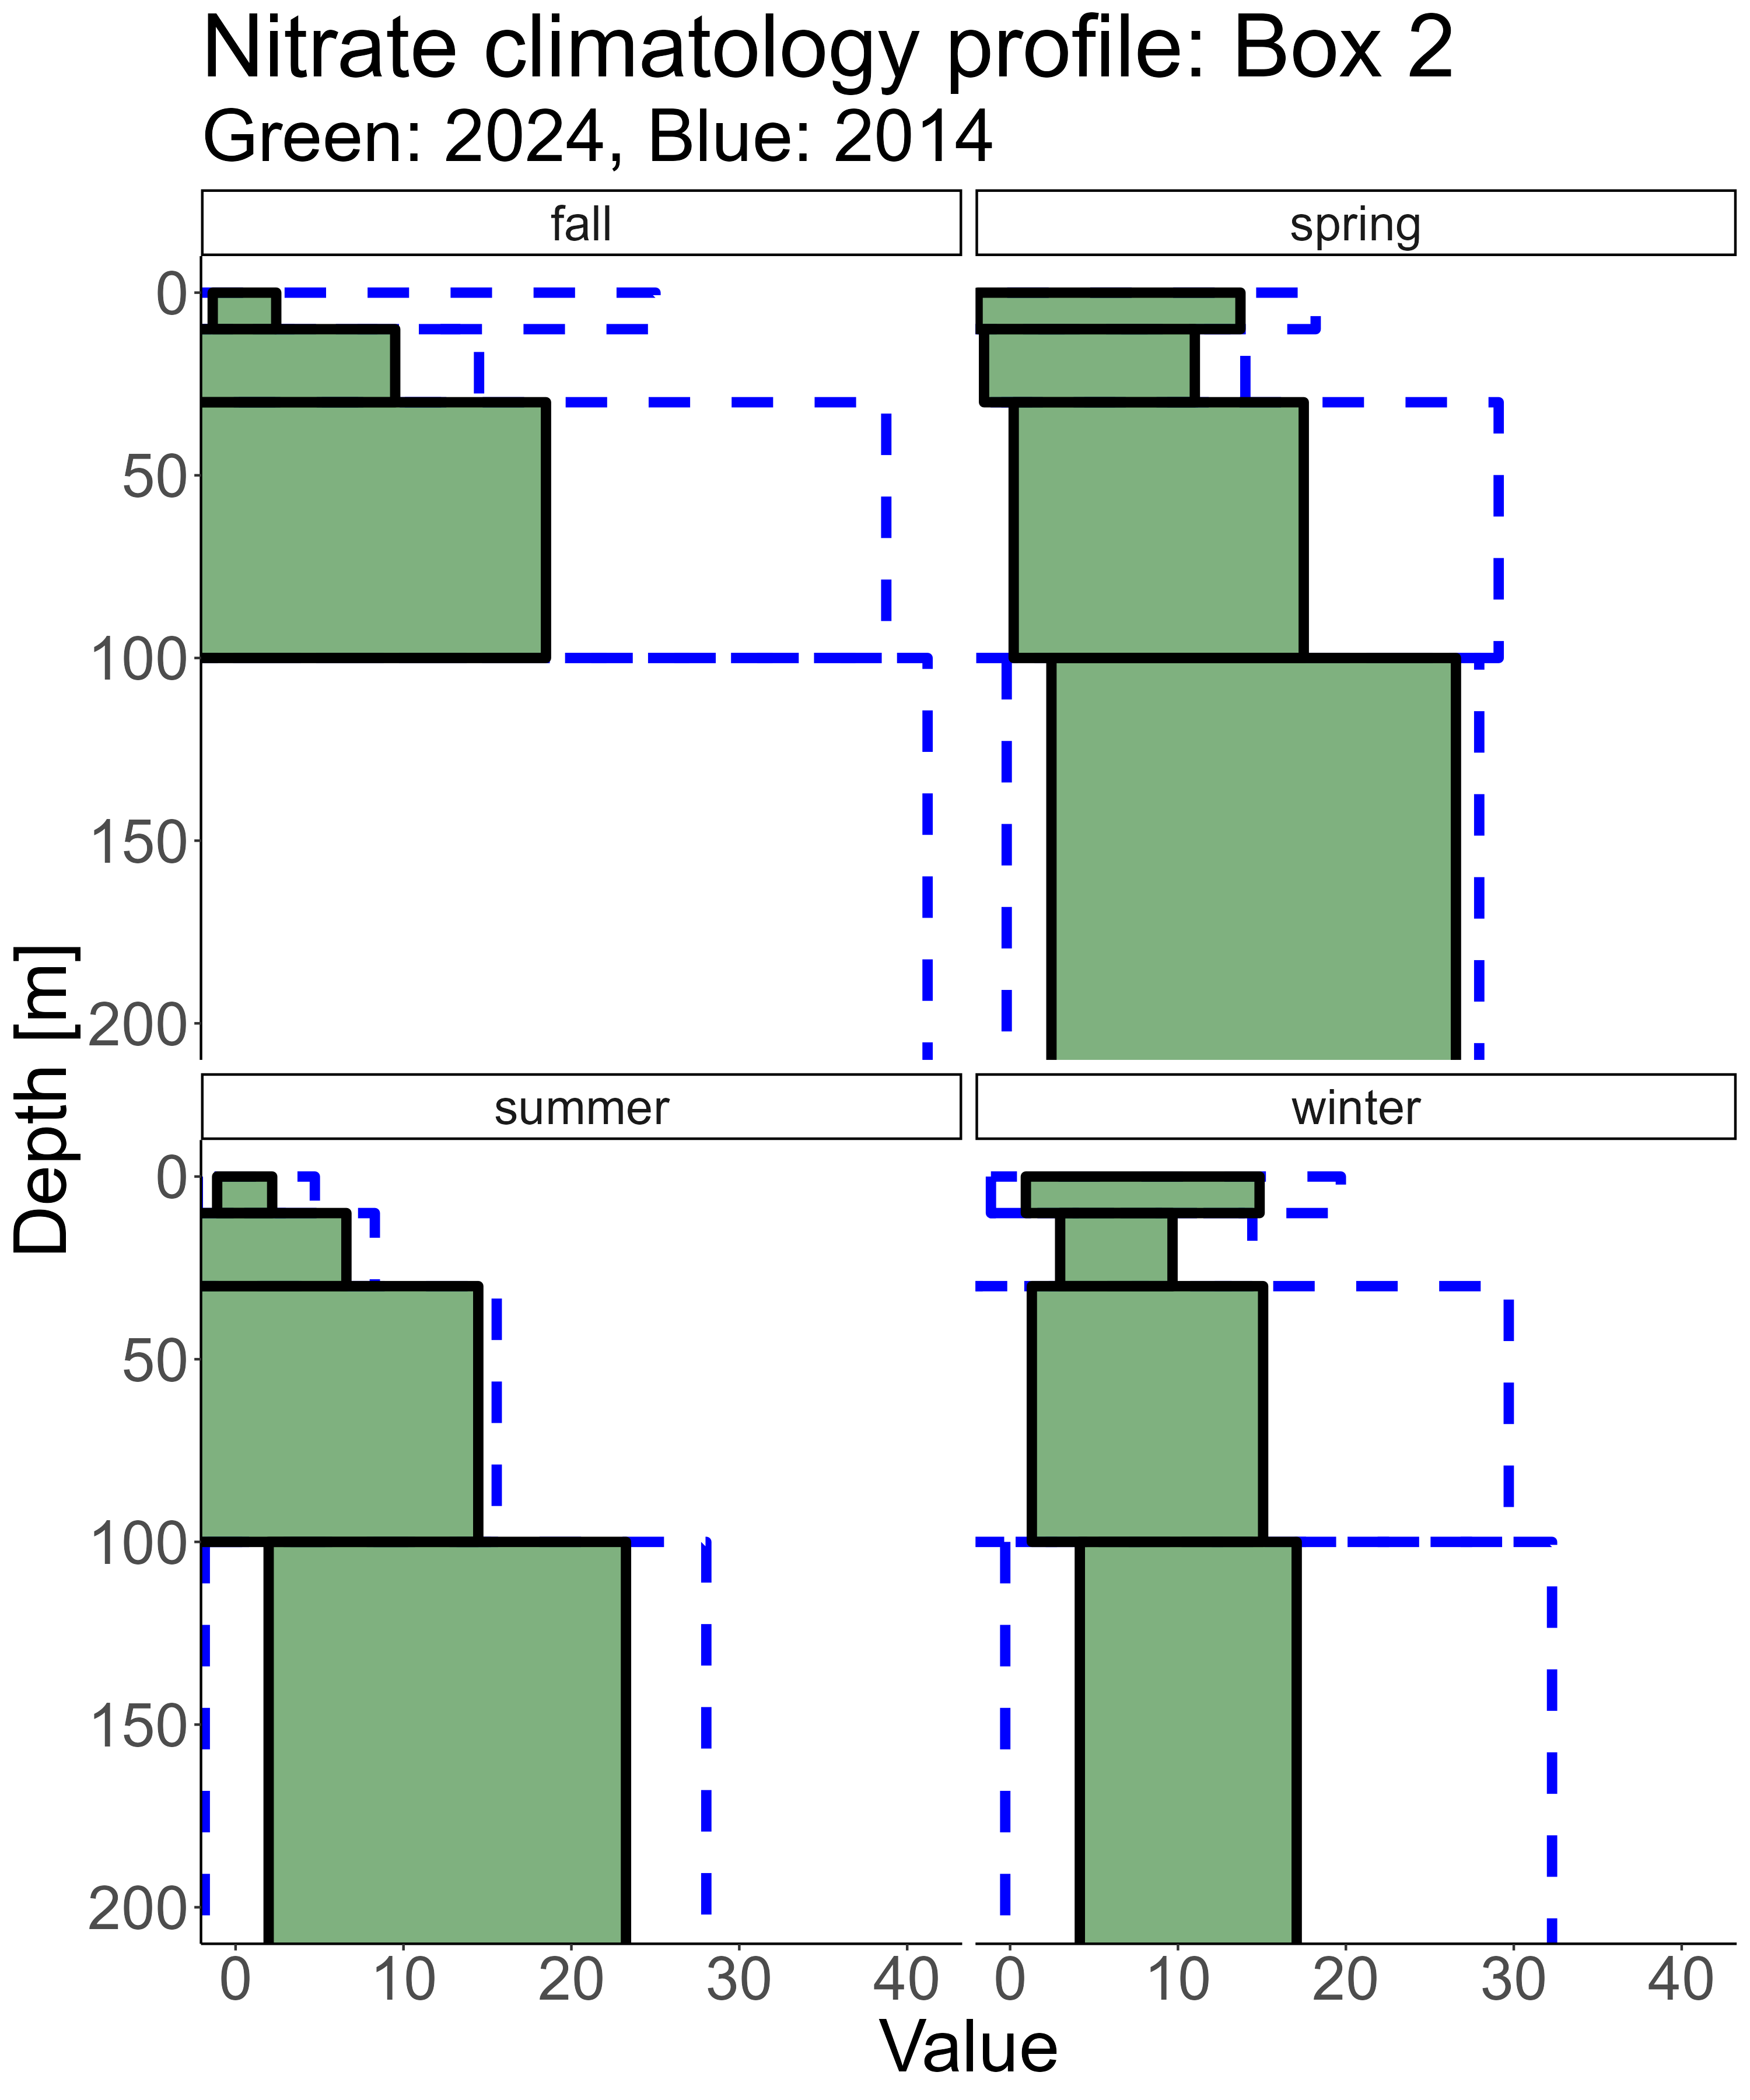 Nitrate climatology profile: Box 2
Green: 2024, Blue: 2014
fall
spring
0
50
100
150
200
summer
winter
0
50
100
150
200
0 10 20 30 40 0 10 20 30 40
Value
Depth [m]